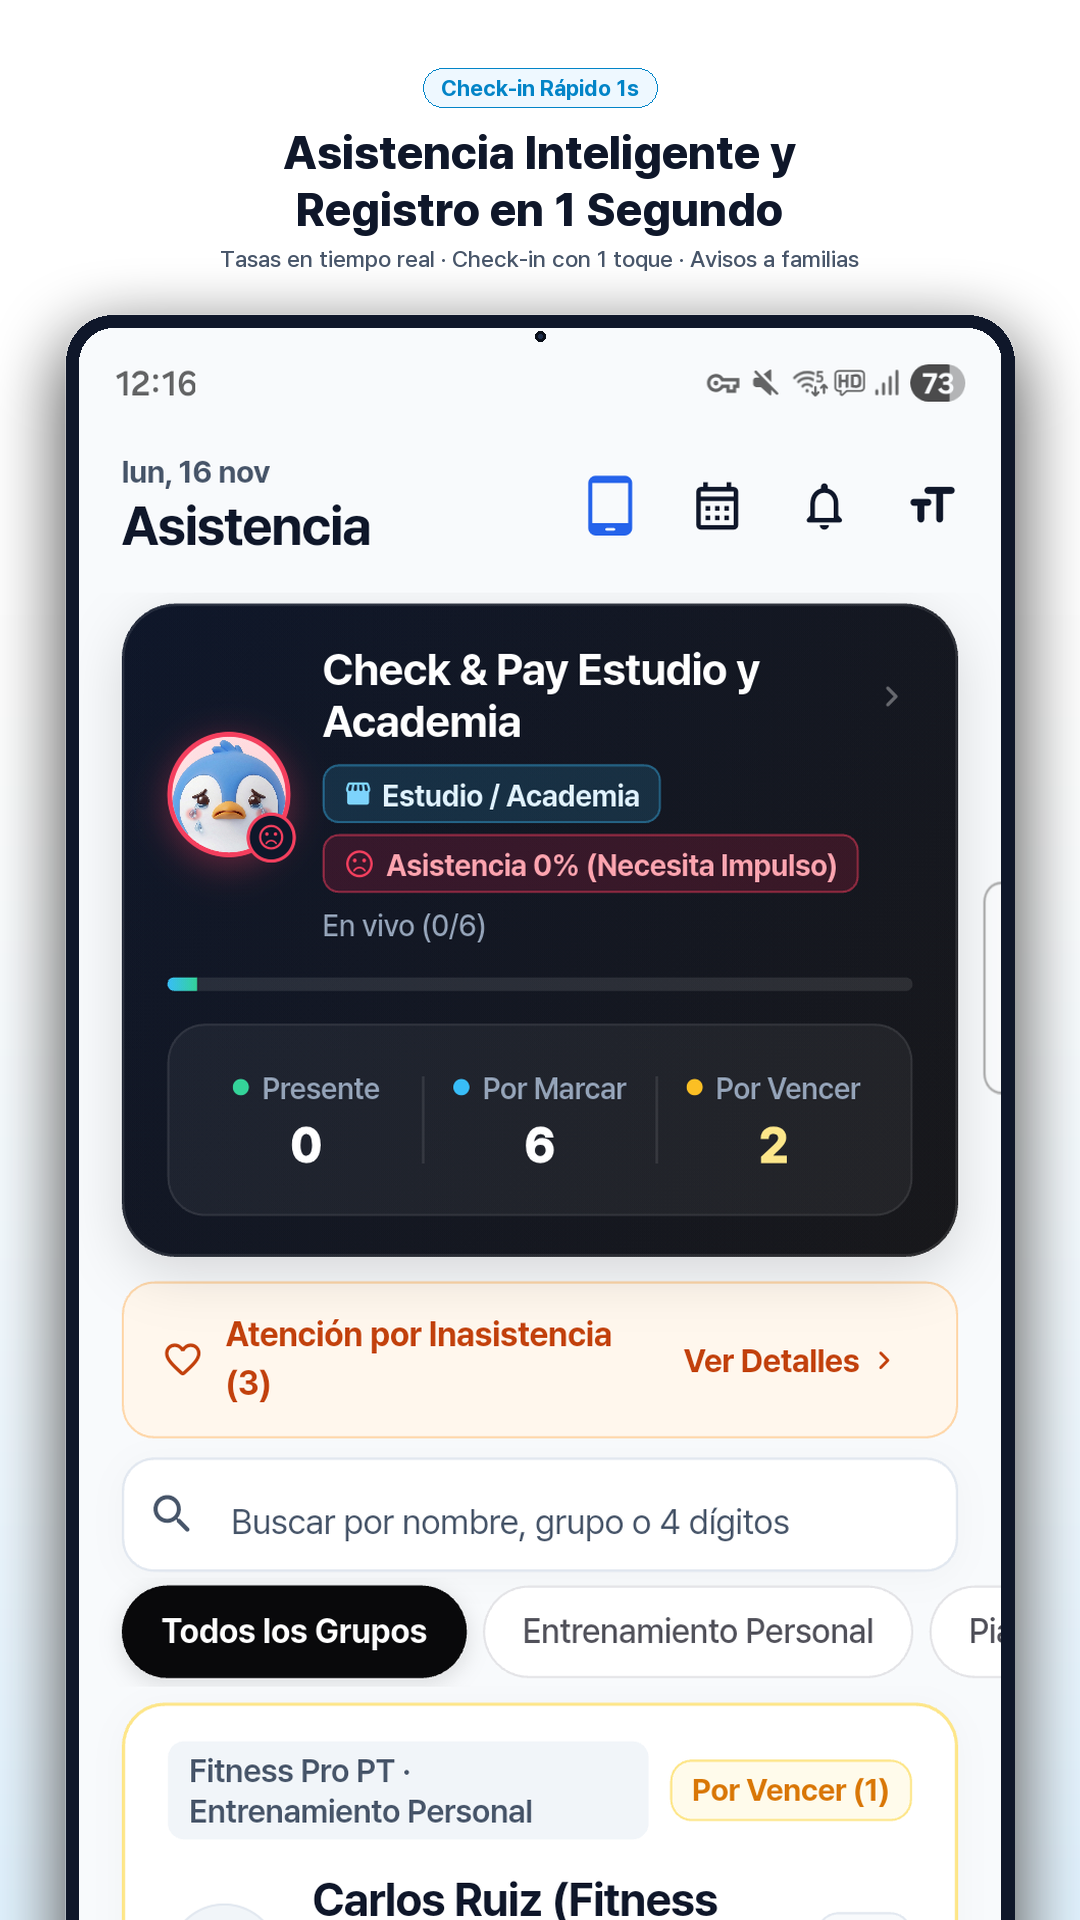 Check-in Rápido 1s
Asistencia Inteligente y
Registro en 1 Segundo
Tasas en tiempo real · Check-in con 1 toque · Avisos a familias
12:16
5
HD
73
lun, 16 nov
Asistencia
Check & Pay Estudio y
Academia
Estudio / Academia
Asistencia 0% (Necesita Impulso)
En vivo (0/6)
Presente
Por Marcar
Por Vencer
0
6
2
Atención por Inasistencia
(3)
Ver Detalles
Buscar por nombre, grupo o 4 dígitos
Todos los Grupos
Entrenamiento Personal
Fitness Pro PT ·
Entrenamiento Personal
Por Vencer (1)
Carlos Ruiz (Fitness